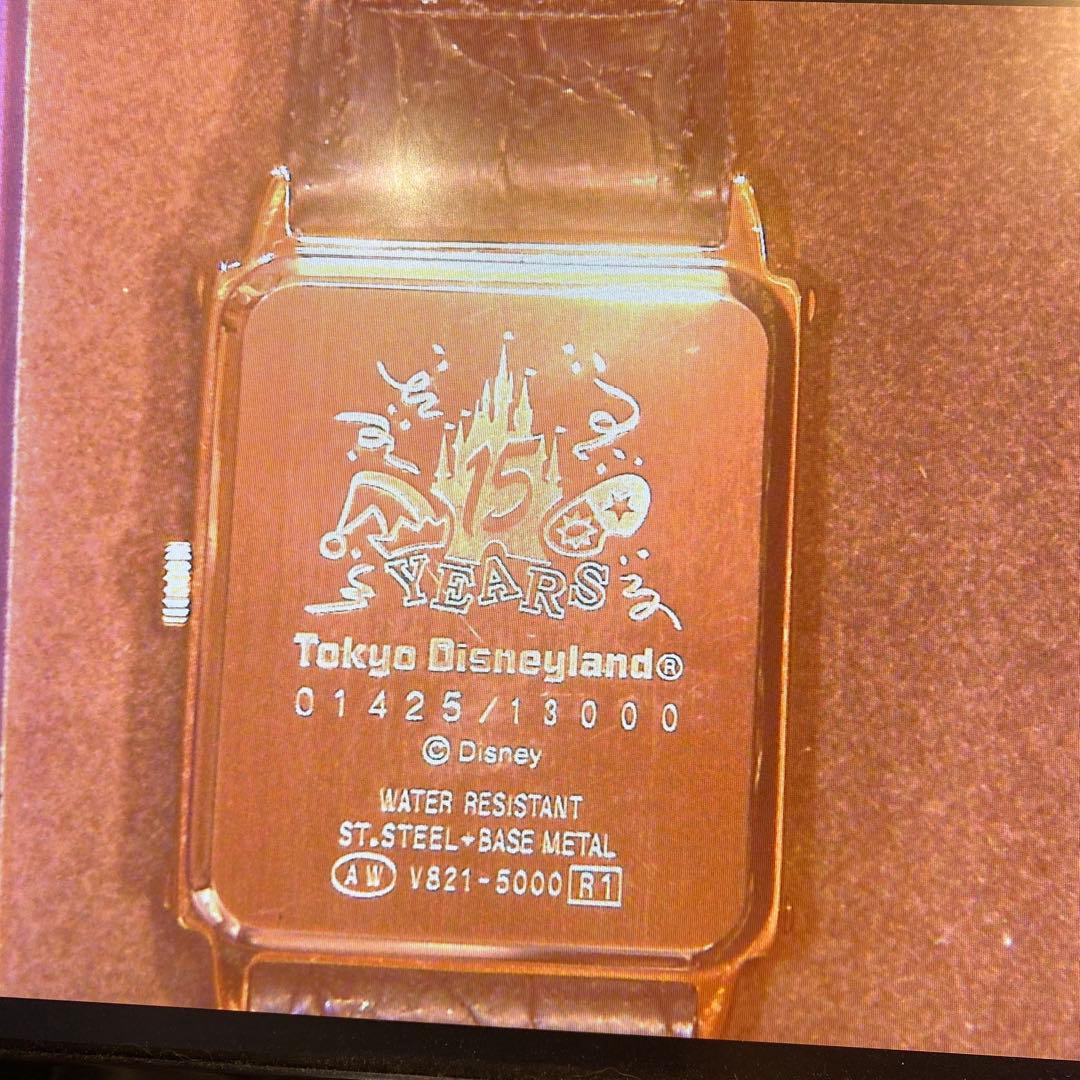 15
YEARS
Tokyo Disneyland®
01425/13000
© Disney
WATER RESISTANT
ST.STEEL+BASE METAL
AW V821-5000 R1